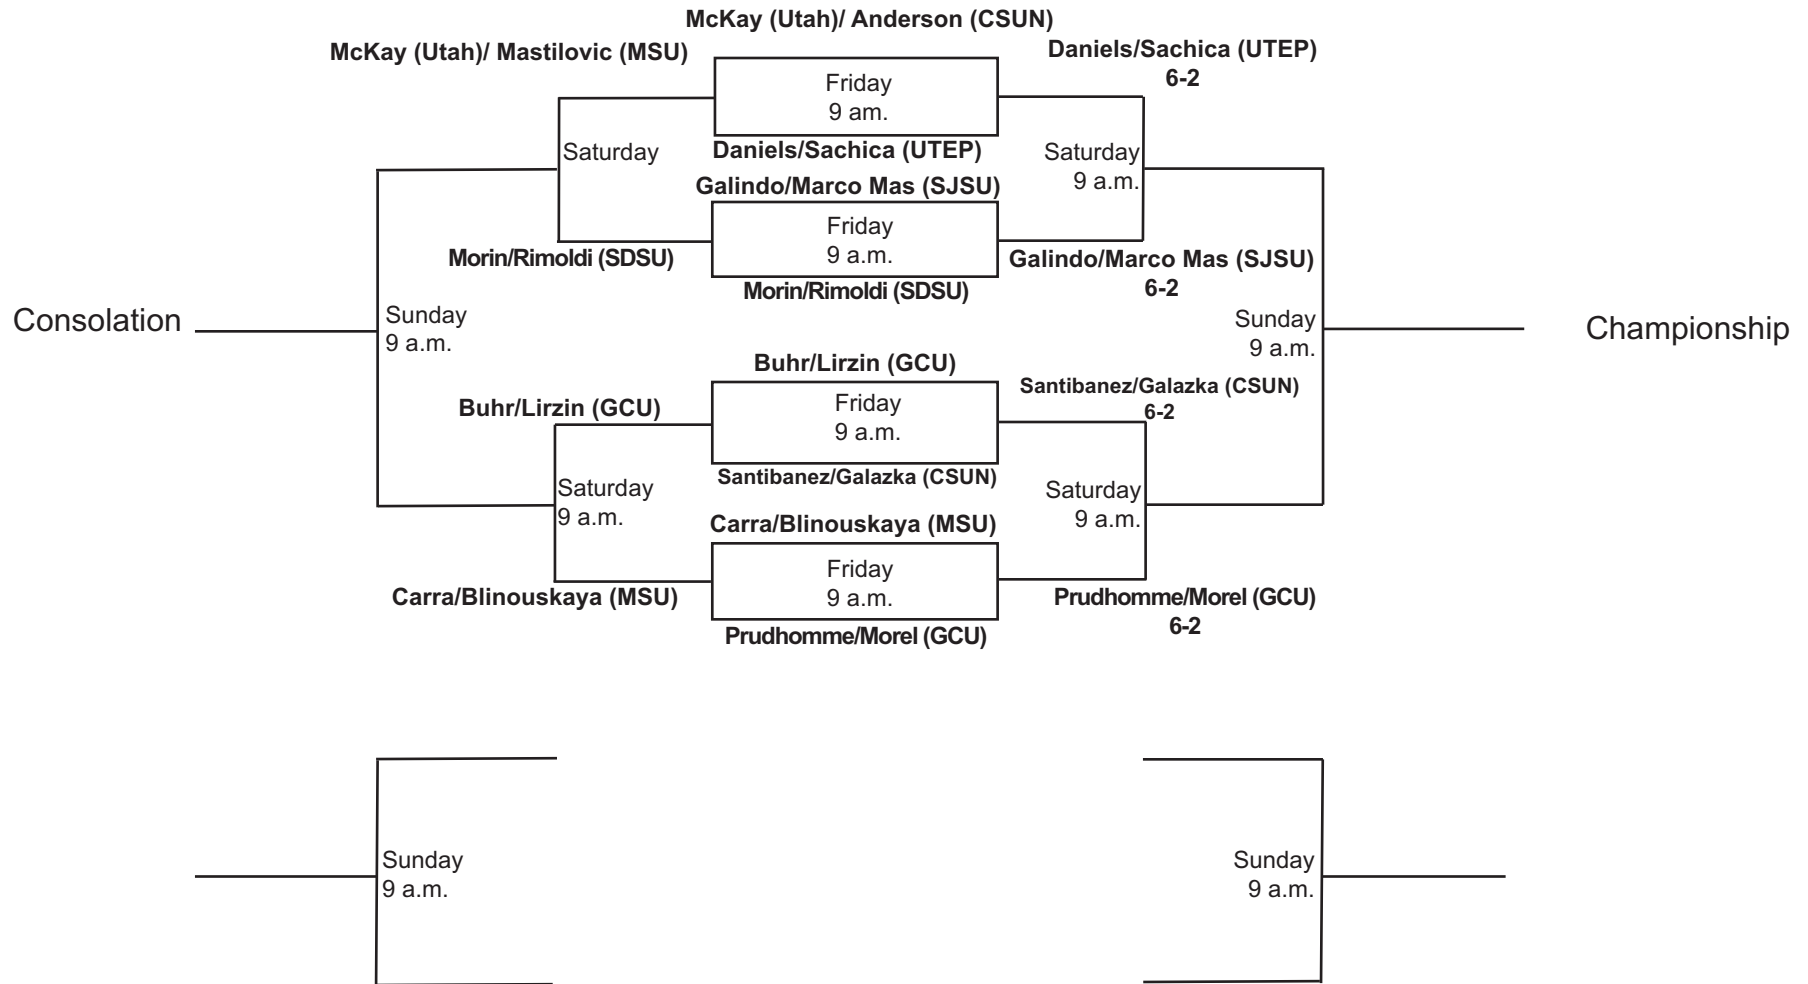 McKay (Utah)/ Anderson (CSUN)
McKay (Utah)/ Mastilovic (MSU)
Daniels/Sachica (UTEP)
6-2
Friday
9 am.
Saturday
Daniels/Sachica (UTEP)
Saturday
9 a.m.
Galindo/Marco Mas (SJSU)
Friday
9 a.m.
Morin/Rimoldi (SDSU)
Galindo/Marco Mas (SJSU)
6-2
Morin/Rimoldi (SDSU)
Consolation
Sunday
9 a.m.
Sunday
9 a.m.
Championship
Buhr/Lirzin (GCU)
Buhr/Lirzin (GCU)
Friday
9 a.m.
Santibanez/Galazka (CSUN)
6-2
Santibanez/Galazka (CSUN)
Saturday
9 a.m.
Saturday
9 a.m.
Carra/Blinouskaya (MSU)
Friday
9 a.m.
Carra/Blinouskaya (MSU)
Prudhomme/Morel (GCU)
6-2
Prudhomme/Morel (GCU)
Sunday
9 a.m.
Sunday
9 a.m.